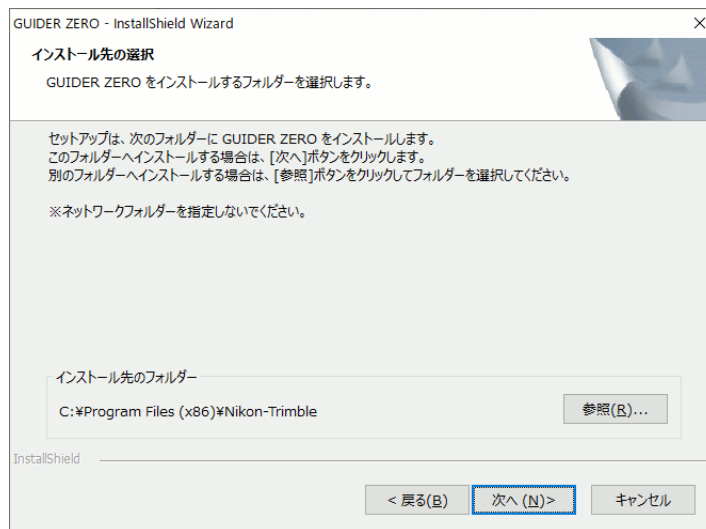 GUIDER ZERO - InstallShield Wizard
インストール先の選択
GUIDER ZERO をインストールするフォルダーを選択します。
セットアップは、次のフォルダーに GUIDER ZERO をインストールします。
このフォルダーへインストールする場合は、[次へ]ボタンをクリックします。
別のフォルダーへインストールする場合は、[参照]ボタンをクリックしてフォルダーを選択してください。
※ネットワークフォルダーを指定しないでください。
インストール先のフォルダー
C:¥Program Files (x86)¥Nikon-Trimble
参照(R)...
InstallShield
< 戻る(B)
次へ (N)>
キャンセル